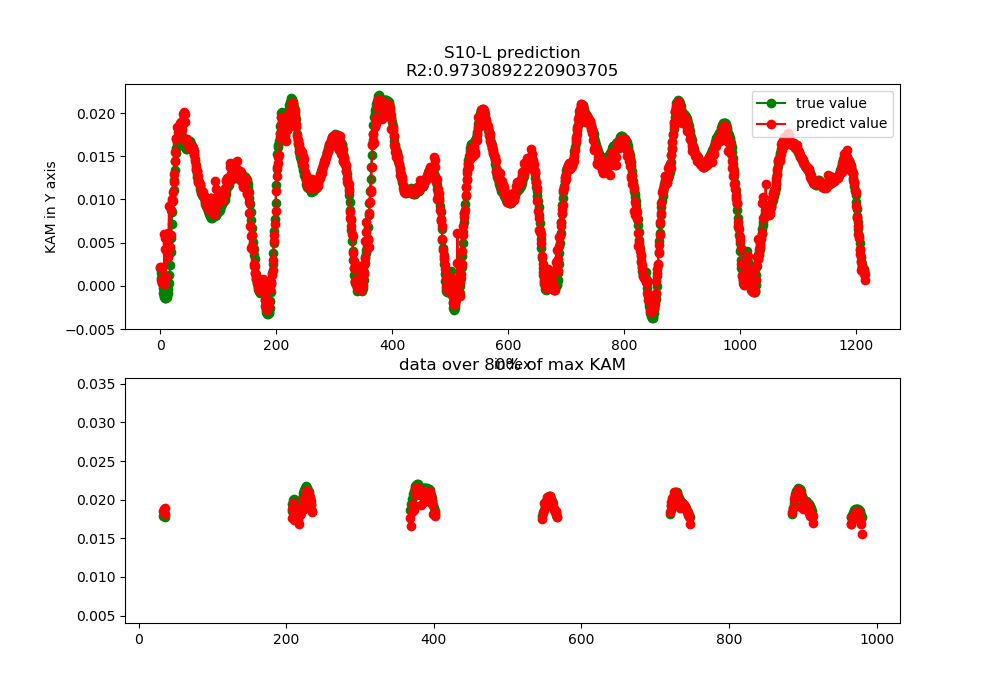 S10-L prediction
R2:0.9730892220903705
0.020
0.015
0.010
0.005
0.000
−0.005
KAM in Y axis
true value
predict value
0 200 400 600 800 1000 1200
index
data over 80% of max KAM
0.035
0.030
0.025
0.020
0.015
0.010
0.005
0 200 400 600 800 1000